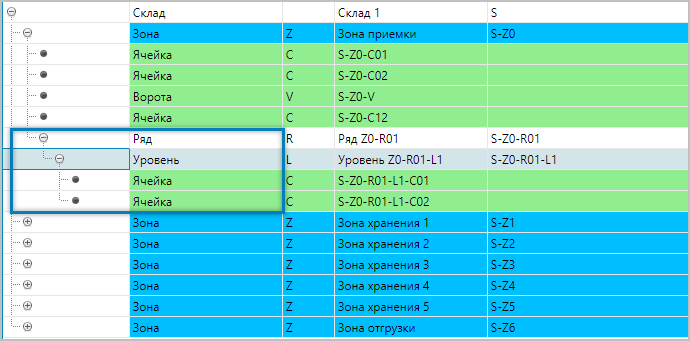 Склад Склад 1 S
Зона Z Зона приемки S-Z0
Ячейка C S-Z0-C01
Ячейка C S-Z0-C02
Ворота V S-Z0-V
Ячейка C S-Z0-C12
Ряд R Ряд Z0-R01 S-Z0-R01
Уровень L Уровень Z0-R01-L1 S-Z0-R01-L1
Ячейка C S-Z0-R01-L1-C01
Ячейка C S-Z0-R01-L1-C02
Зона Z Зона хранения 1 S-Z1
Зона Z Зона хранения 2 S-Z2
Зона Z Зона хранения 3 S-Z3
Зона Z Зона хранения 4 S-Z4
Зона Z Зона хранения 5 S-Z5
Зона Z Зона отгрузки S-Z6